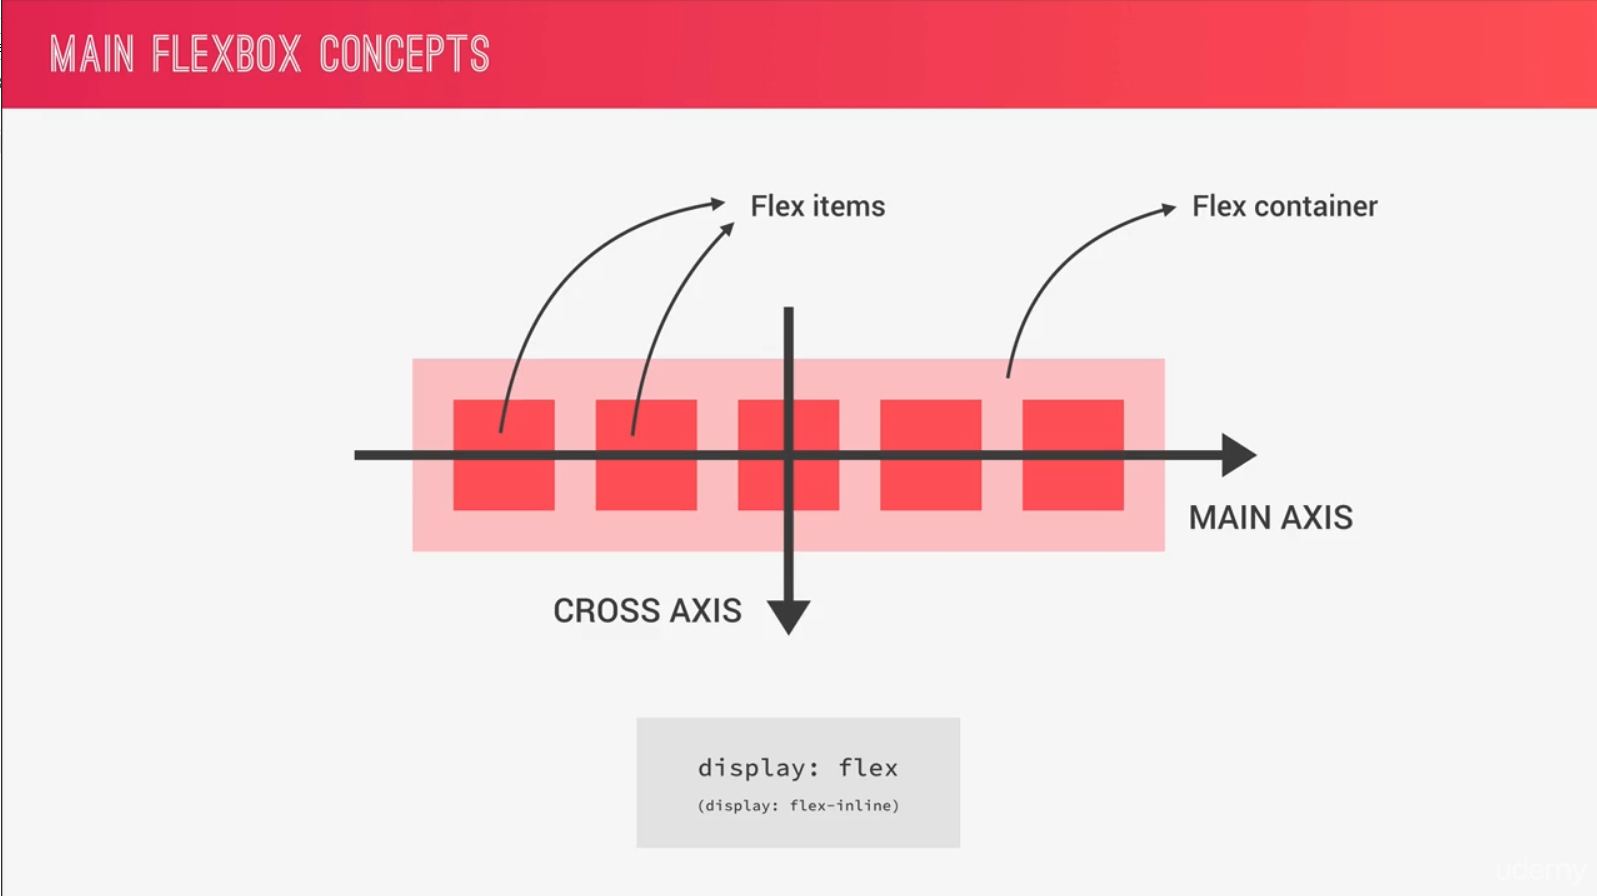 MAIN FLEXBOX CONCEPTS
Flex items
Flex container
MAIN AXIS
CROSS AXIS
display: flex
(display: flex-inline)
udemy